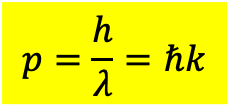 p = h/λ = ħk